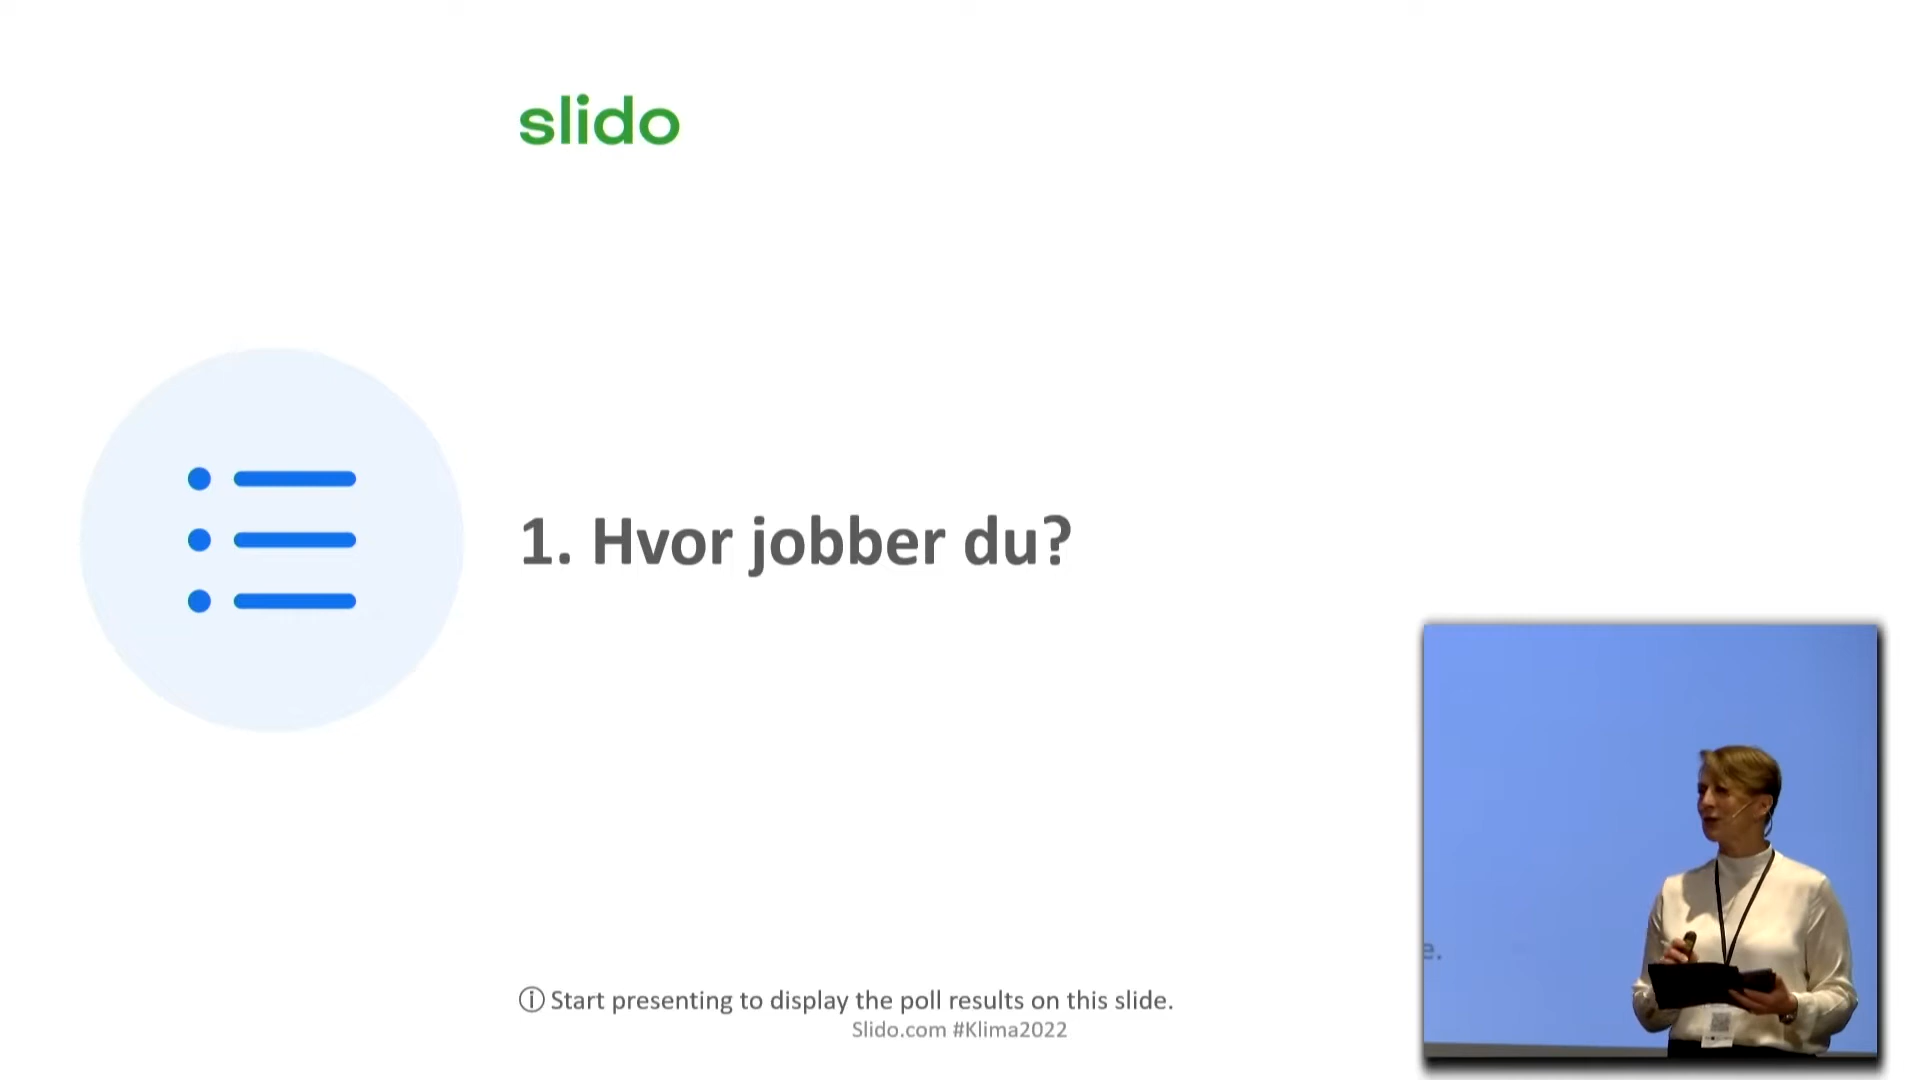 slido
1. Hvor jobber du?
ⓘ Start presenting to display the poll results on this slide.
Slido.com #Klima2022
e.